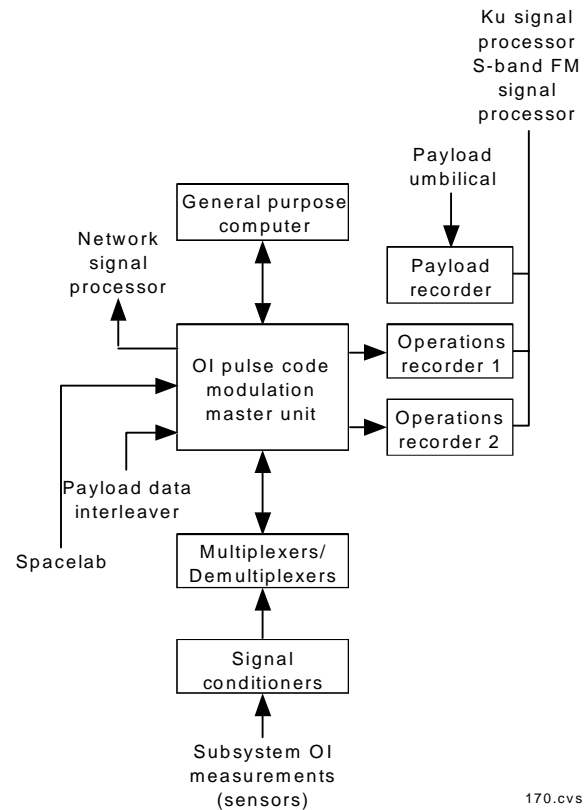 Ku signal
processor
S-band FM
signal
processor
Payload
umbilical
General purpose
computer
Network
signal
processor
Payload
recorder
OI pulse code
modulation
master unit
Operations
recorder 1
Operations
recorder 2
Payload data
interleaver
Spacelab
Multiplexers/
Demultiplexers
Signal
conditioners
Subsystem OI
measurements
(sensors)
170.cvs